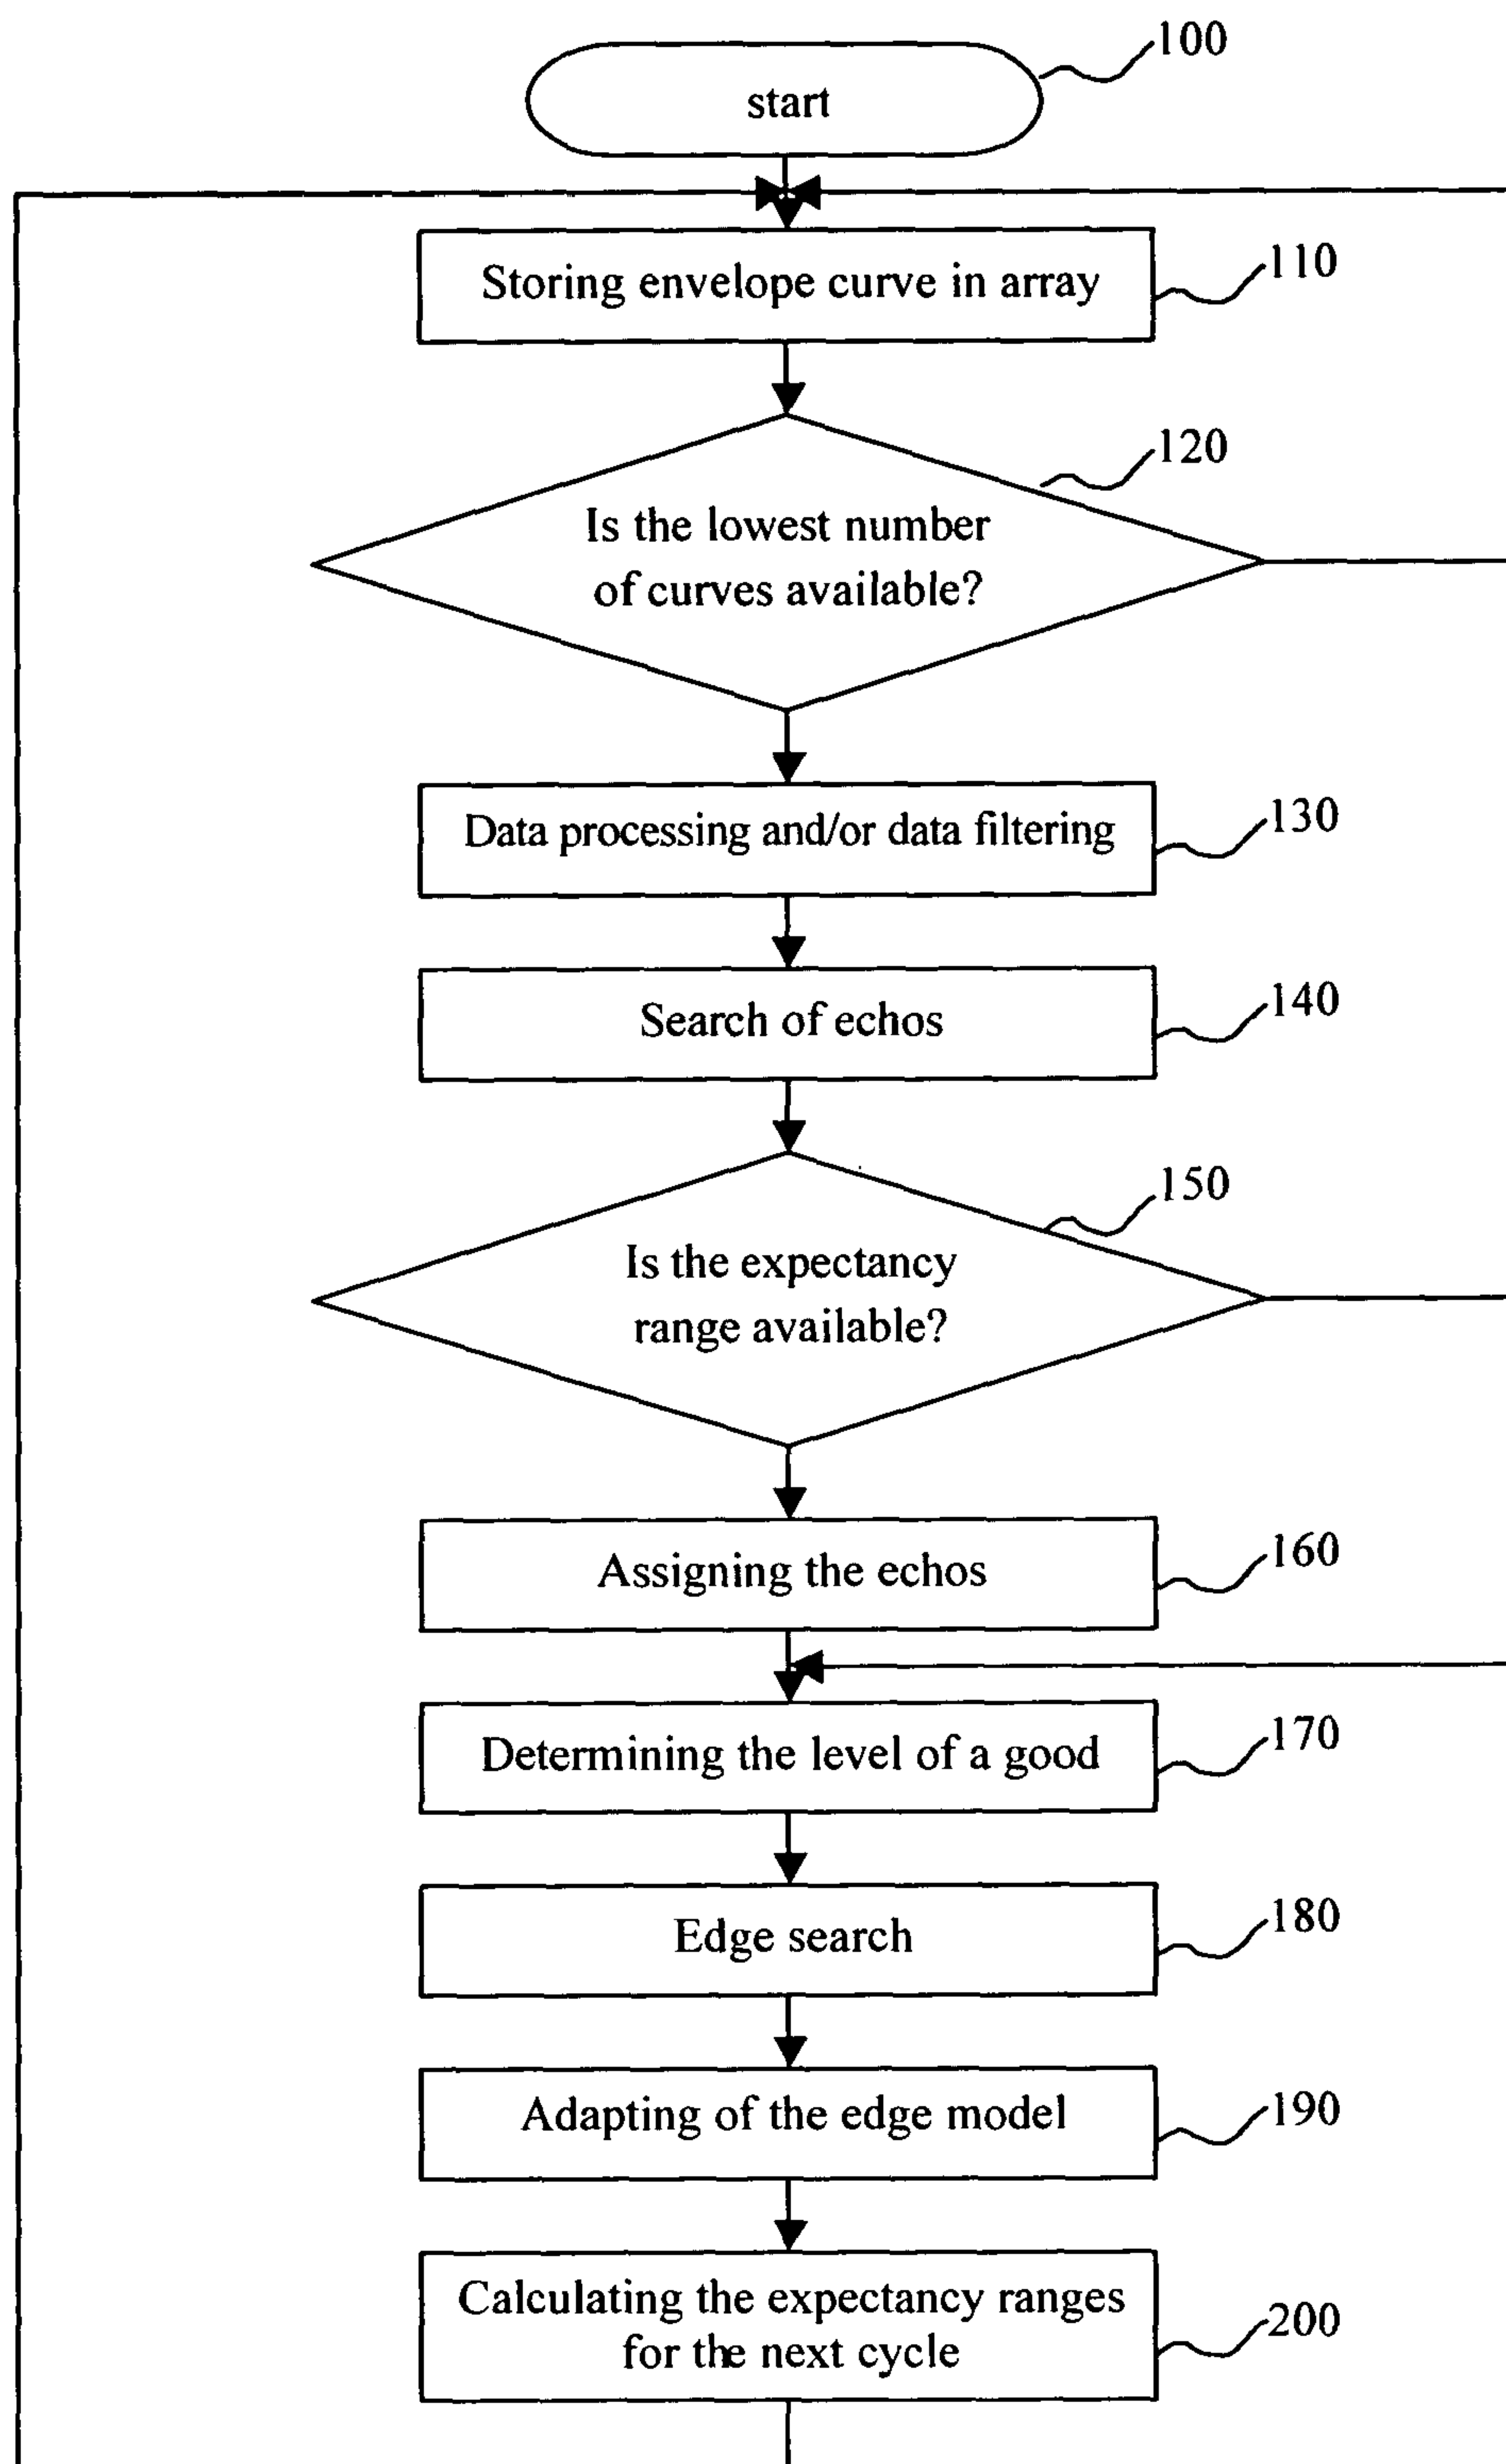 100
start
Storing envelope curve in array
110
120
Is the lowest number
of curves available?
Data processing and/or data filtering
130
Search of echos
140
150
Is the expectancy
range available?
Assigning the echos
160
Determining the level of a good
170
Edge search
180
Adapting of the edge model
190
Calculating the expectancy ranges
for the next cycle
200